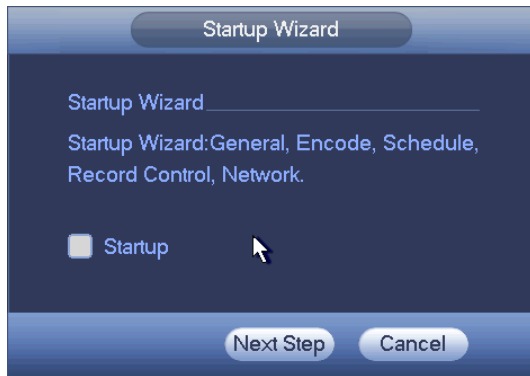 Startup Wizard
Startup Wizard
Startup Wizard:General, Encode, Schedule,
Record Control, Network.
Startup
Next Step
Cancel